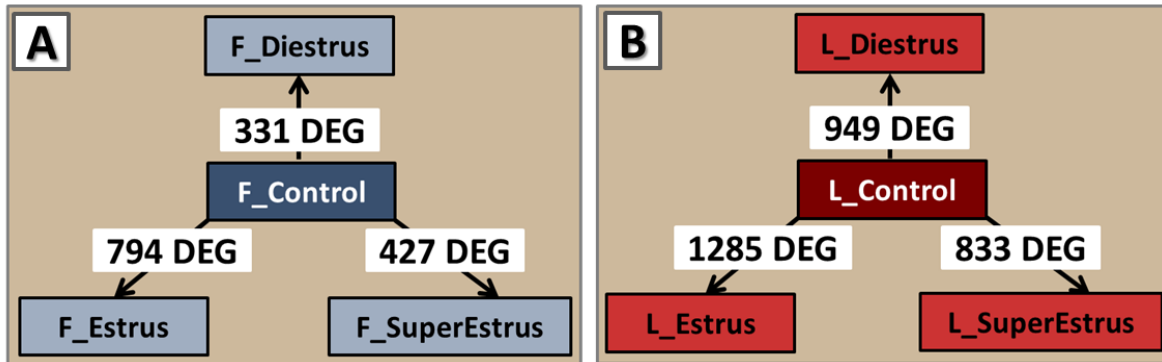 A
F_Diestrus
331 DEG
F_Control
794 DEG
427 DEG
F_Estrus
F_SuperEstrus
B
L_Diestrus
949 DEG
L_Control
1285 DEG
833 DEG
L_Estrus
L_SuperEstrus